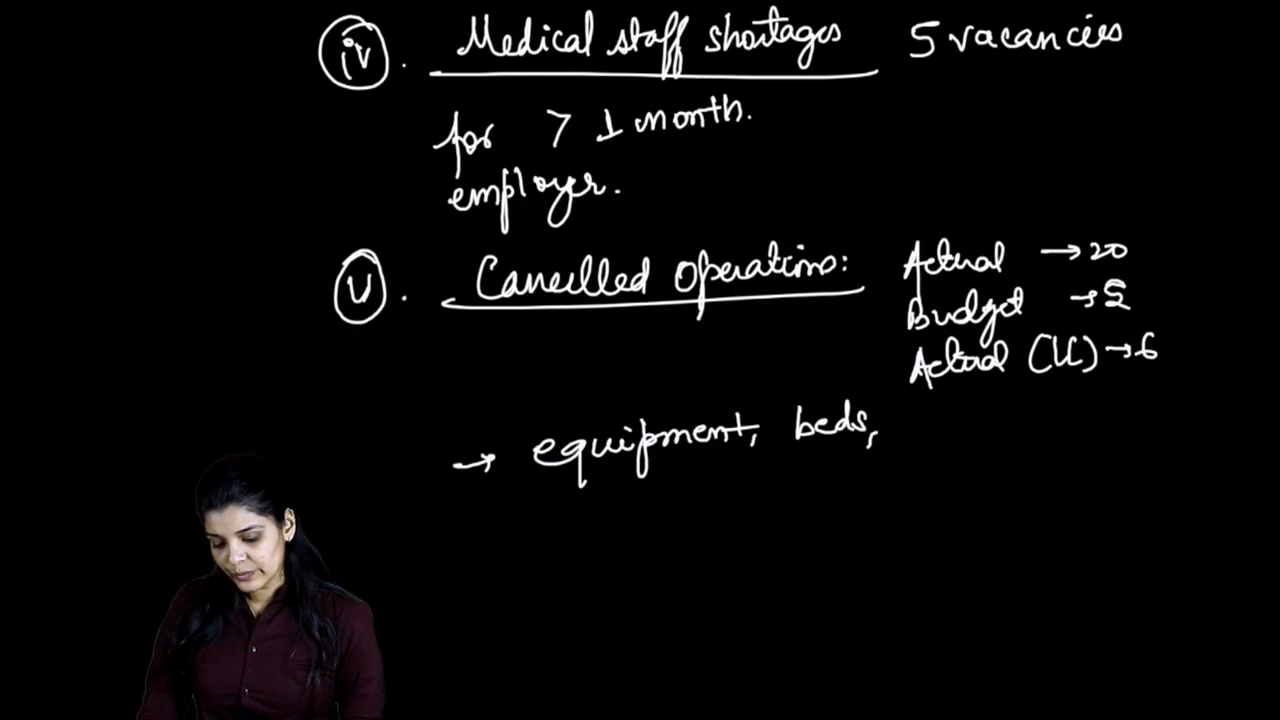 iv. Medical staff shortages 5 vacancies
for > 1 month.
employer.
v. Cancelled operations: Actual → 20
Budget → 5
Actual (U) → 6
→ equipment, beds,